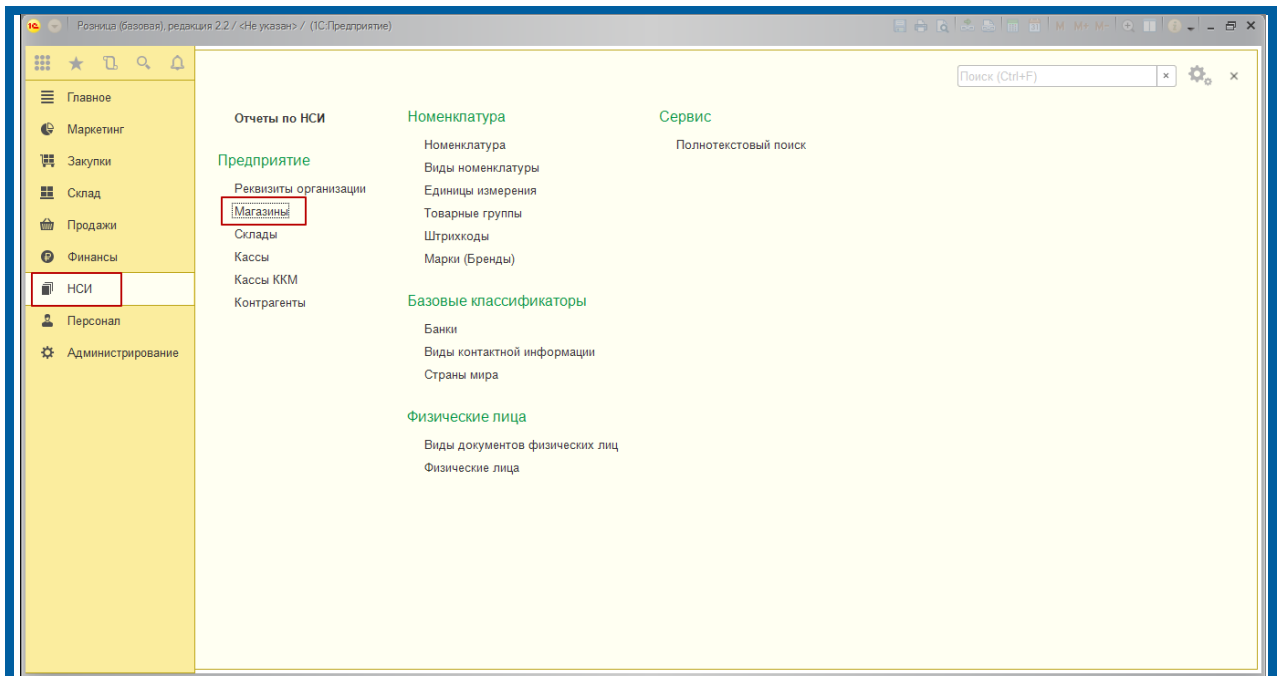 1С Розница (базовая), редакция 2.2 / <Не указан> / (1С:Предприятие) M M+ M-
Поиск (Ctrl+F)
Главное
Маркетинг
Закупки
Склад
Продажи
Финансы
НСИ
Персонал
Администрирование
Отчеты по НСИ
Предприятие
Реквизиты организации
Магазины
Склады
Кассы
Кассы ККМ
Контрагенты
Номенклатура
Номенклатура
Виды номенклатуры
Единицы измерения
Товарные группы
Штрихкоды
Марки (Бренды)
Базовые классификаторы
Банки
Виды контактной информации
Страны мира
Физические лица
Виды документов физических лиц
Физические лица
Сервис
Полнотекстовый поиск